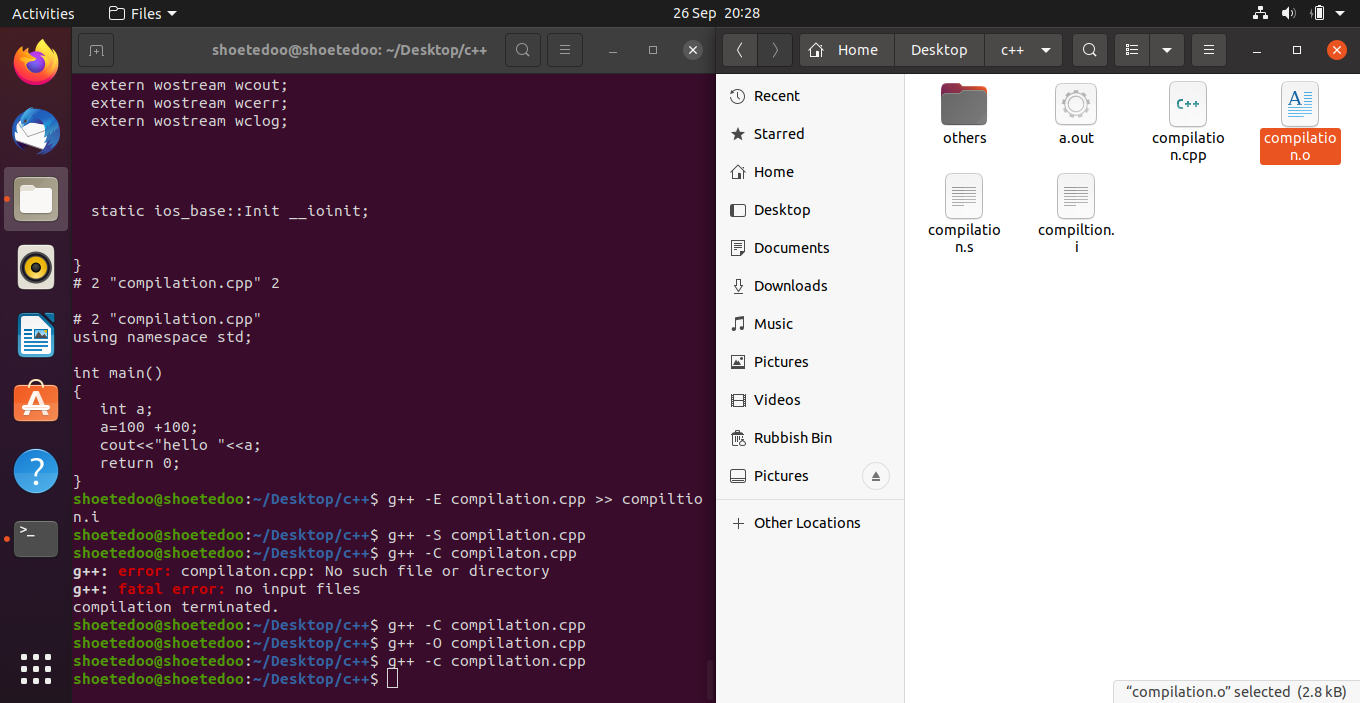 Activities
Files
26 Sep 20:28
shoetedoo@shoetedoo: ~/Desktop/c++
extern wostream wcout;
extern wostream wcerr;
extern wostream wclog;
static ios_base::Init __ioinit;
}
# 2 "compilation.cpp" 2
# 2 "compilation.cpp"
using namespace std;
int main()
{
int a;
a=100 +100;
cout<<"hello "<<a;
return 0;
}
shoetedoo@shoetedoo:~/Desktop/c++$ g++ -E compilation.cpp >> compiltio
n.i
shoetedoo@shoetedoo:~/Desktop/c++$ g++ -S compilation.cpp
shoetedoo@shoetedoo:~/Desktop/c++$ g++ -C compilaton.cpp
g++: error: compilaton.cpp: No such file or directory
g++: fatal error: no input files
compilation terminated.
shoetedoo@shoetedoo:~/Desktop/c++$ g++ -C compilation.cpp
shoetedoo@shoetedoo:~/Desktop/c++$ g++ -O compilation.cpp
shoetedoo@shoetedoo:~/Desktop/c++$ g++ -c compilation.cpp
shoetedoo@shoetedoo:~/Desktop/c++$
Home
Desktop
c++
Recent
Starred
Home
Desktop
Documents
Downloads
Music
Pictures
Videos
Rubbish Bin
Pictures
Other Locations
others
a.out
C++
compilatio
n.cpp
A
compilatio
n.o
compilatio
n.s
compiltion.
i
“compilation.o” selected (2.8 kB)